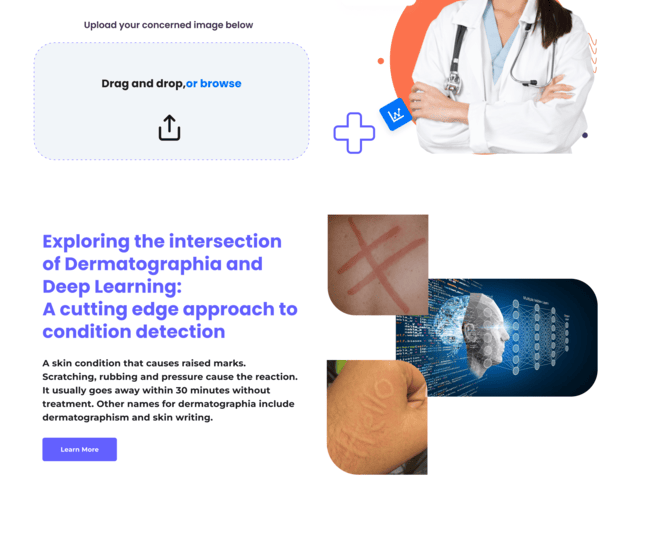 Upload your concerned image below
Drag and drop,or browse
Exploring the intersection
of Dermatographia and
Deep Learning:
A cutting edge approach to
condition detection
A skin condition that causes raised marks.
Scratching, rubbing and pressure cause the reaction.
It usually goes away within 30 minutes without
treatment. Other names for dermatographia include
dermatographism and skin writing.
Learn More
Hello